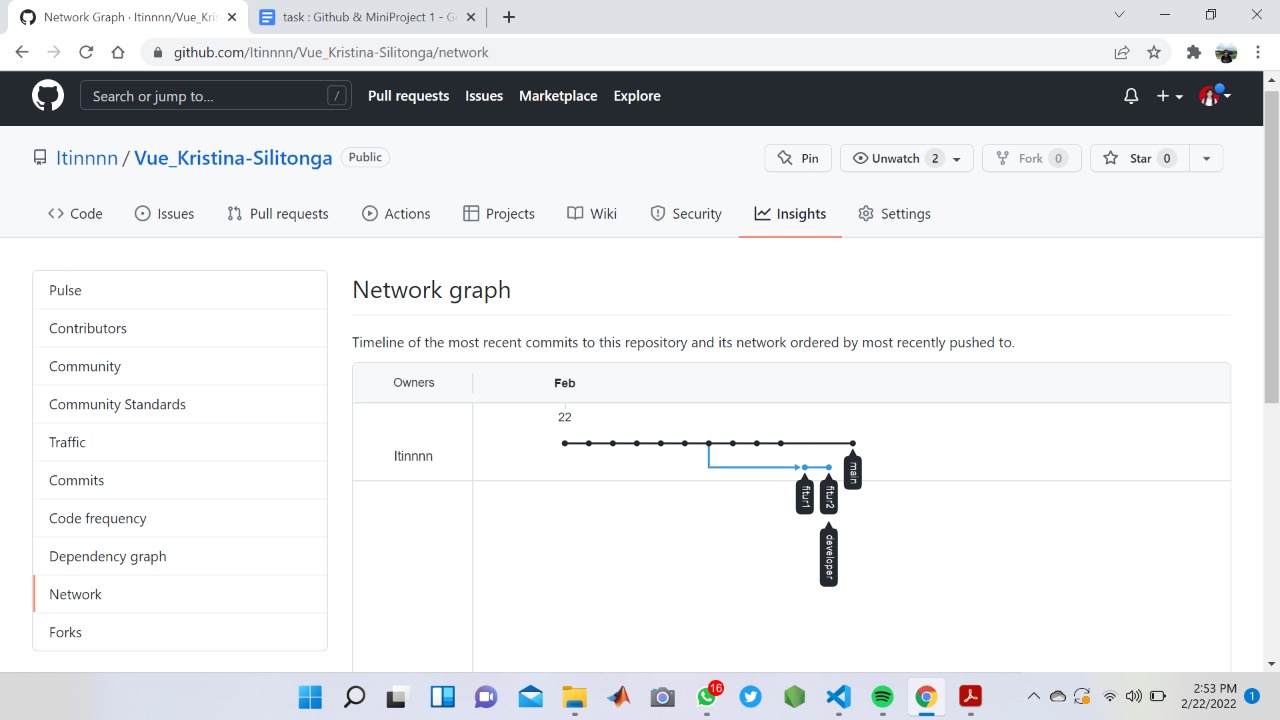 Network Graph · Itinnnn/Vue_Kris
task : Github & MiniProject 1 - G
github.com/Itinnnn/Vue_Kristina-Silitonga/network
Search or jump to... /
Pull requests Issues Marketplace Explore
Itinnnn / Vue_Kristina-Silitonga Public
Pin
Unwatch 2
Fork 0
Star 0
Code Issues Pull requests Actions Projects Wiki Security Insights Settings
Pulse
Contributors
Community
Community Standards
Traffic
Commits
Code frequency
Dependency graph
Network
Forks
Network graph
Timeline of the most recent commits to this repository and its network ordered by most recently pushed to.
Owners Feb
22
Itinnnn
main
fitur1
fitur2
developer
16
2:53 PM
2/22/2022
1